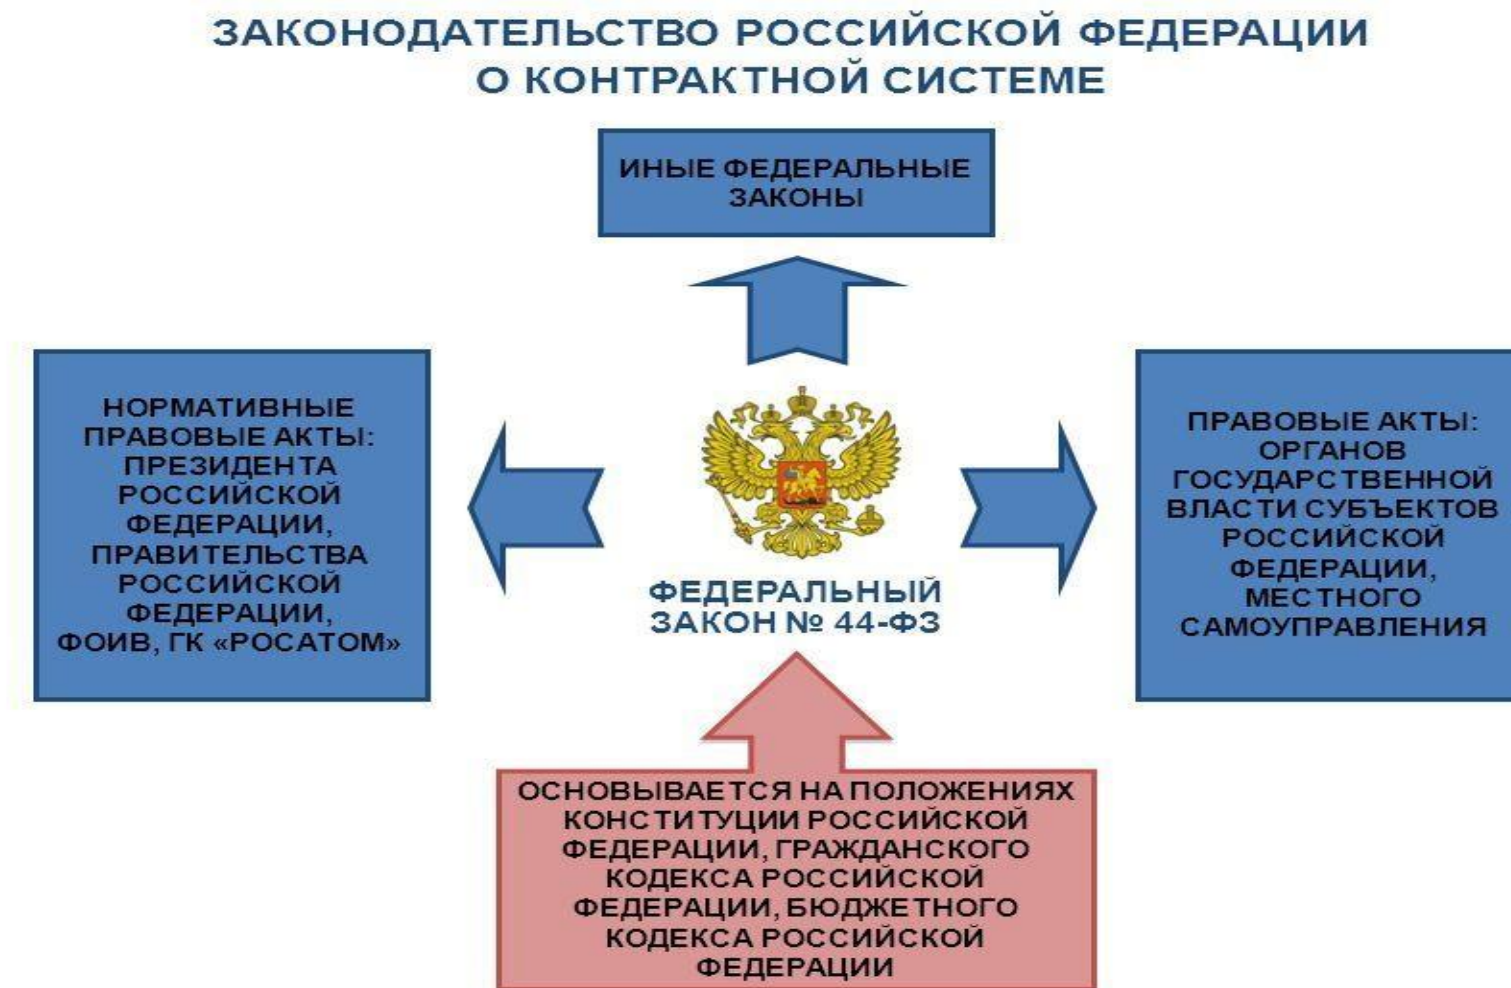 ЗАКОНОДАТЕЛЬСТВО РОССИЙСКОЙ ФЕДЕРАЦИИ
О КОНТРАКТНОЙ СИСТЕМЕ
ИНЫЕ ФЕДЕРАЛЬНЫЕ
ЗАКОНЫ
НОРМАТИВНЫЕ
ПРАВОВЫЕ АКТЫ:
ПРЕЗИДЕНТА
РОССИЙСКОЙ
ФЕДЕРАЦИИ,
ПРАВИТЕЛЬСТВА
РОССИЙСКОЙ
ФЕДЕРАЦИИ,
ФОИВ, ГК «РОСАТОМ»
ФЕДЕРАЛЬНЫЙ
ЗАКОН № 44-ФЗ
ПРАВОВЫЕ АКТЫ:
ОРГАНОВ
ГОСУДАРСТВЕННОЙ
ВЛАСТИ СУБЪЕКТОВ
РОССИЙСКОЙ
ФЕДЕРАЦИИ,
МЕСТНОГО
САМОУПРАВЛЕНИЯ
ОСНОВЫВАЕТСЯ НА ПОЛОЖЕНИЯХ
КОНСТИТУЦИИ РОССИЙСКОЙ
ФЕДЕРАЦИИ, ГРАЖДАНСКОГО
КОДЕКСА РОССИЙСКОЙ
ФЕДЕРАЦИИ, БЮДЖЕТНОГО
КОДЕКСА РОССИЙСКОЙ
ФЕДЕРАЦИИ